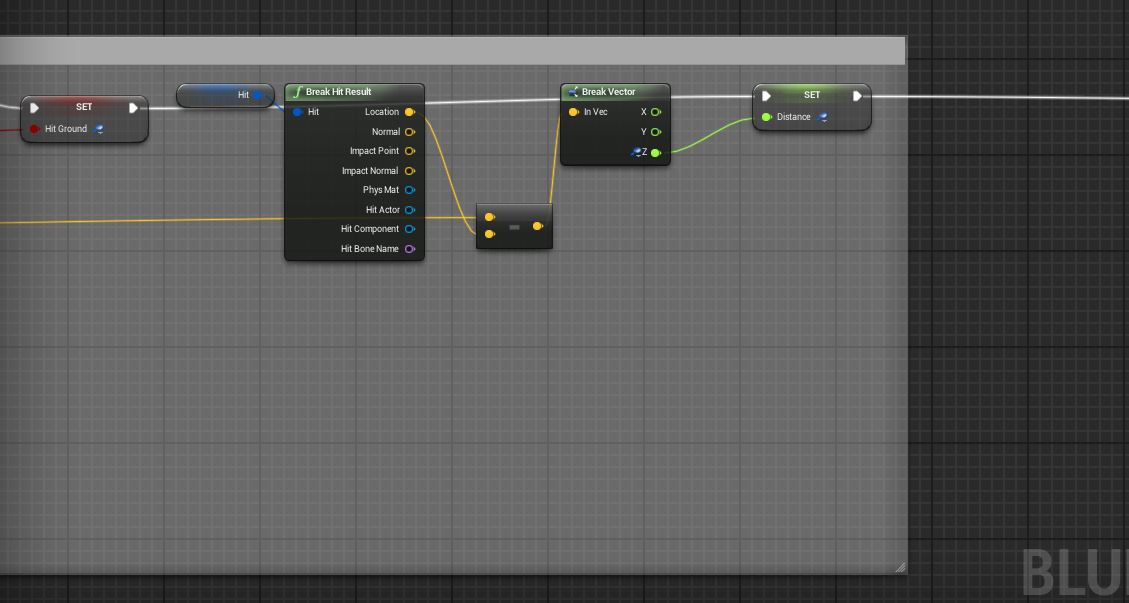 SET
Hit Ground
Hit
Break Hit Result
Hit
Location
Normal
Impact Point
Impact Normal
Phys Mat
Hit Actor
Hit Component
Hit Bone Name
Break Vector
In Vec
X
Y
Z
SET
Distance
BLU